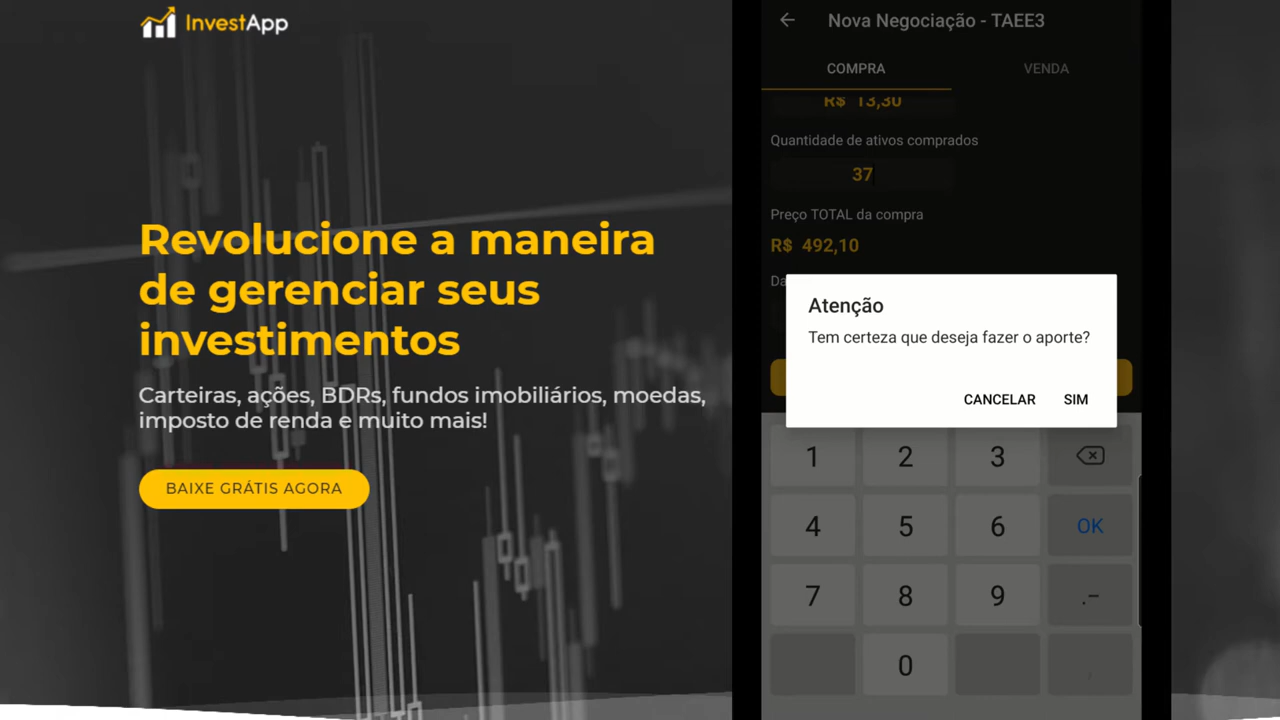 InvestApp
Revolucione a maneira
de gerenciar seus
investimentos
Carteiras, ações, BDRs, fundos imobiliários, moedas,
imposto de renda e muito mais!
BAIXE GRÁTIS AGORA
Nova Negociação - TAEE3
COMPRA VENDA
R$ 13,30
Quantidade de ativos comprados
37
Preço TOTAL da compra
R$ 492,10
Atenção
Tem certeza que deseja fazer o aporte?
CANCELAR SIM
1 2 3
4 5 6 OK
7 8 9 .-
0 ,